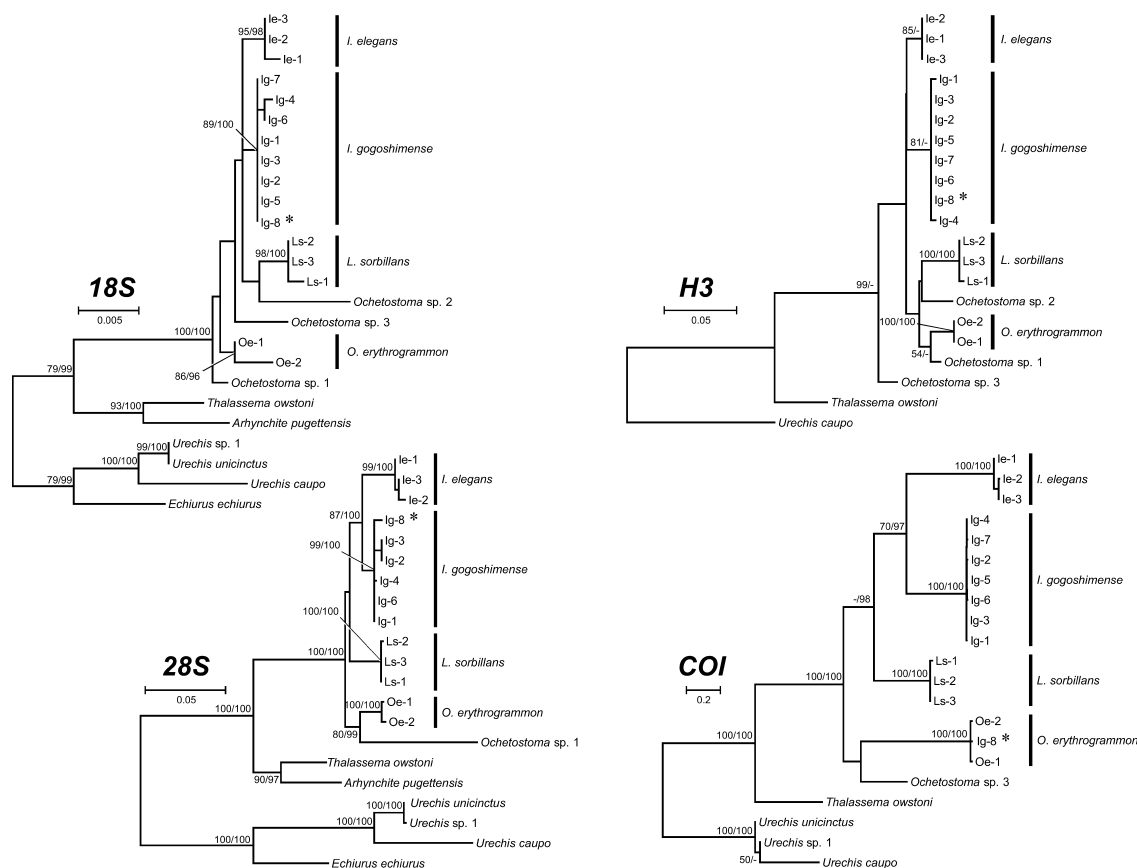 18S
0.005
95/98
Ie-3
Ie-2
Ie-1
I. elegans
89/100
Ig-7
Ig-4
Ig-6
Ig-1
Ig-3
Ig-2
Ig-5
Ig-8 *
I. gogoshimense
98/100
Ls-2
Ls-3
Ls-1
L. sorbillans
Ochetostoma sp. 2
Ochetostoma sp. 3
100/100
Oe-1
Oe-2
O. erythrogrammon
86/96
Ochetostoma sp. 1
79/99
Thalassema owstoni
93/100
Arhynchite pugettensis
99/100
Urechis sp. 1
Urechis unicinctus
100/100
Urechis caupo
79/99
Echiurus echiurus
H3
0.05
85/-
Ie-2
Ie-1
Ie-3
I. elegans
81/-
Ig-1
Ig-3
Ig-2
Ig-5
Ig-7
Ig-6
Ig-8 *
Ig-4
I. gogoshimense
100/100
Ls-2
Ls-3
Ls-1
L. sorbillans
99/-
Ochetostoma sp. 2
100/100
Oe-2
Oe-1
O. erythrogrammon
54/-
Ochetostoma sp. 1
Ochetostoma sp. 3
Thalassema owstoni
Urechis caupo
28S
0.05
99/100
Ie-1
Ie-3
Ie-2
I. elegans
87/100
Ig-8 *
Ig-3
Ig-2
Ig-4
Ig-6
Ig-1
I. gogoshimense
99/100
100/100
Ls-2
Ls-3
Ls-1
L. sorbillans
100/100
100/100
Oe-1
Oe-2
O. erythrogrammon
80/99
Ochetostoma sp. 1
100/100
Thalassema owstoni
90/97
Arhynchite pugettensis
100/100
Urechis unicinctus
Urechis sp. 1
100/100
Urechis caupo
100/100
Echiurus echiurus
COI
0.2
100/100
Ie-1
Ie-2
Ie-3
I. elegans
70/97
Ig-4
Ig-7
Ig-2
Ig-5
Ig-6
Ig-3
Ig-1
I. gogoshimense
100/100
-/98
100/100
Ls-1
Ls-2
Ls-3
L. sorbillans
100/100
100/100
Oe-2
Ig-8 *
Oe-1
O. erythrogrammon
100/100
Ochetostoma sp. 3
Thalassema owstoni
100/100
Urechis unicinctus
Urechis sp. 1
50/-
Urechis caupo